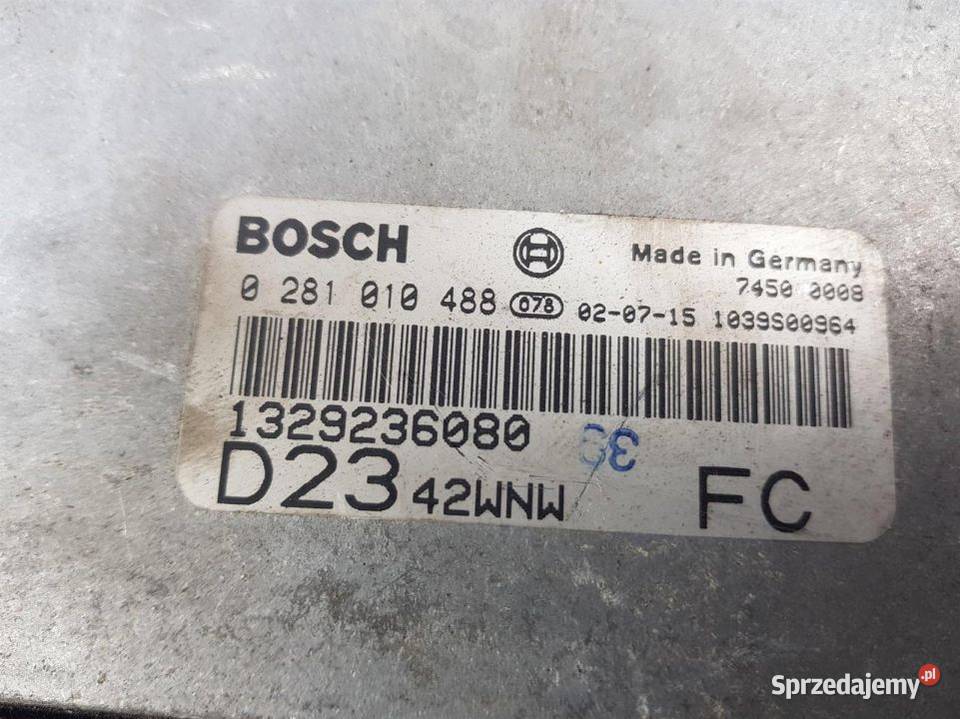 BOSCH
Made in Germany
7450 0008
0 281 010 488 078 02-07-15 1039S00964
1329236080
D23 42WNW FC
Sprzedajemy.pl